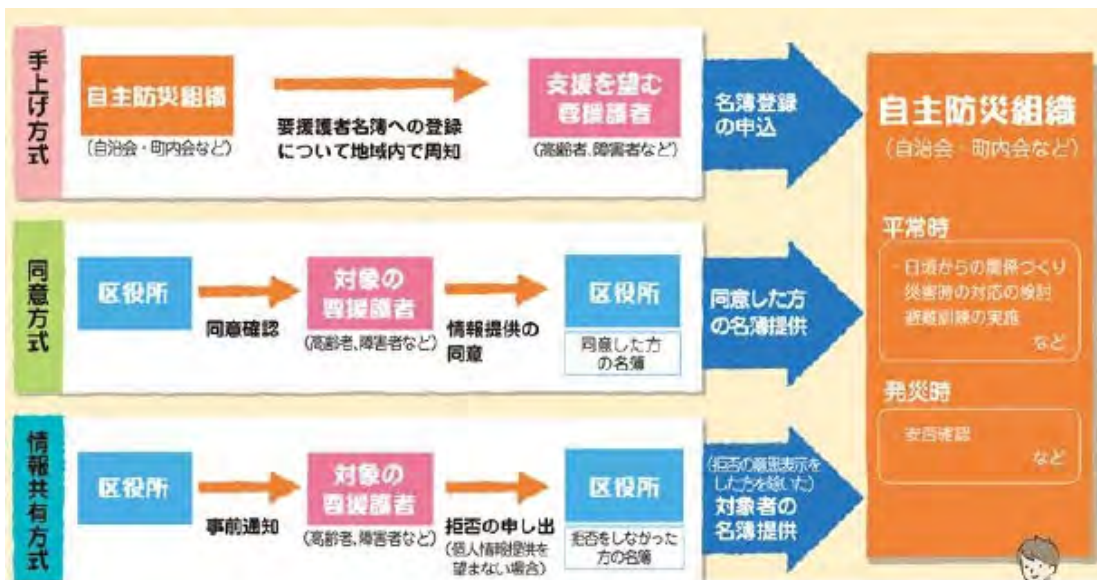 手上げ方式
自主防災組織
(自治会・町内会など)
要援護者名簿への登録
について地域内で周知
支援を望む
要援護者
(高齢者、障害者など)
名簿登録
の申込
同意方式
区役所
同意確認
対象の
要援護者
(高齢者、障害者など)
情報提供の
同意
区役所
同意した方
の名簿
同意した方
の名簿提供
情報共有方式
区役所
事前通知
対象の
要援護者
(高齢者、障害者など)
拒否の申し出
(個人情報提供を
望まない場合)
区役所
拒否をしなかった
方の名簿
(拒否の意思表示を
した方を除いた)
対象者の
名簿提供
自主防災組織
(自治会・町内会など)
平常時
・日頃からの関係づくり
災害時の対応の検討
避難訓練の実施
など
発災時
・安否確認
など